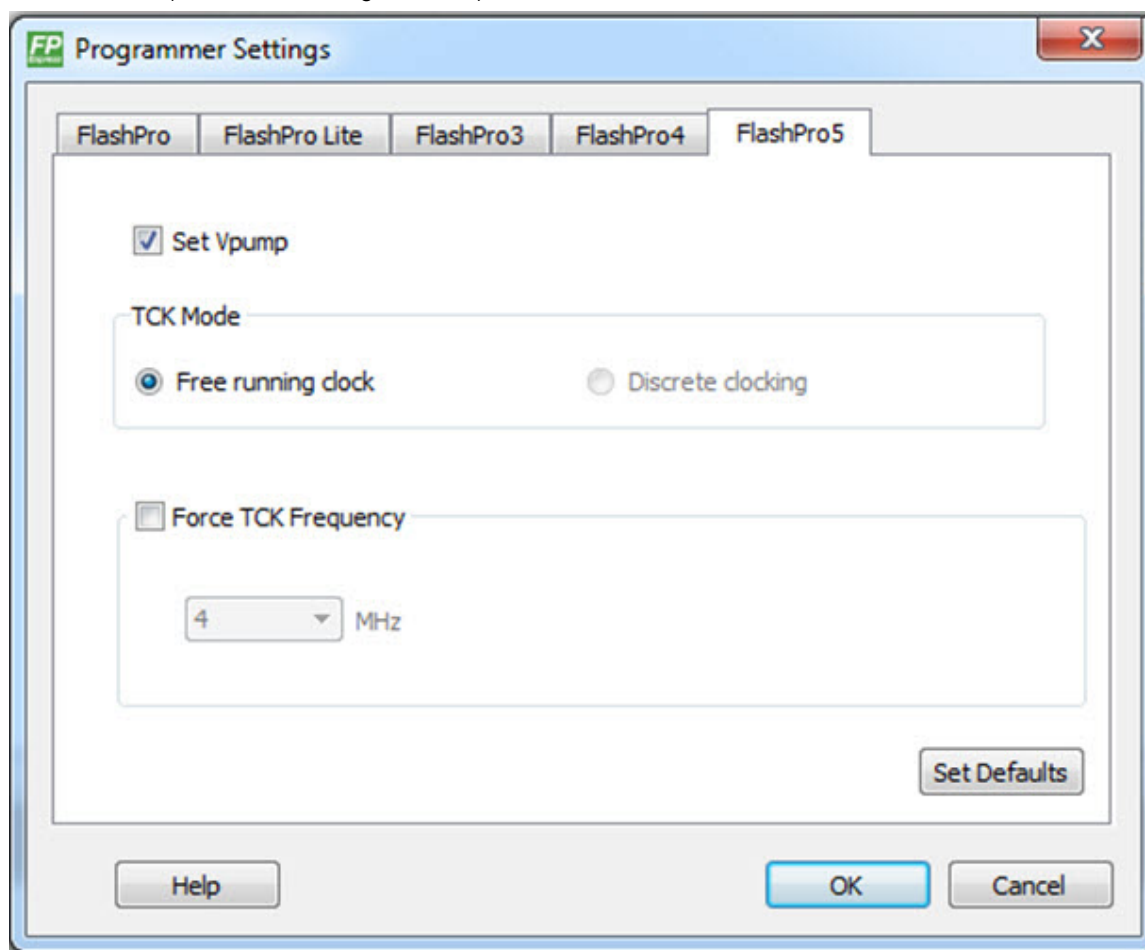 FP Programmer Settings
Express
FlashPro FlashPro Lite FlashPro3 FlashPro4 FlashPro5
Set Vpump
TCK Mode
Free running clock Discrete clocking
Force TCK Frequency
4 MHz
Set Defaults
Help OK Cancel